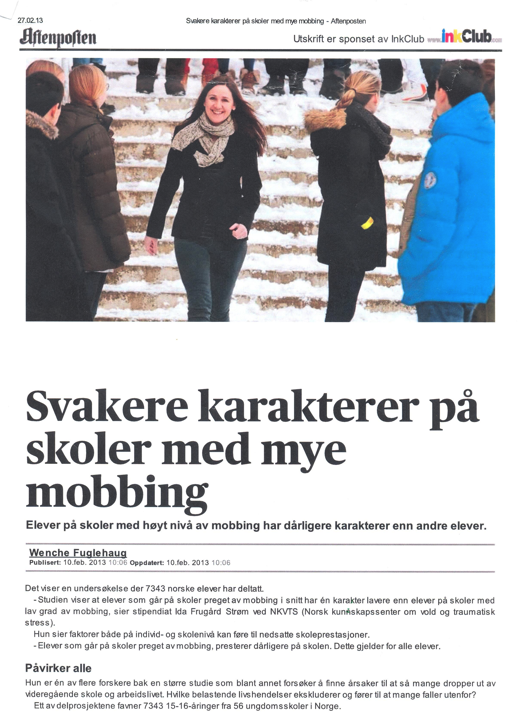 27.02.13 Svakere karakterer på skoler med mye mobbing - Aftenposten
Aftenposten Utskrift er sponset av InkClub www.inkClub.com
Svakere karakterer på
skoler med mye
mobbing
Elever på skoler med høyt nivå av mobbing har dårligere karakterer enn andre elever.
Wenche Fuglehaug
Publisert: 10.feb. 2013 10:06 Oppdatert: 10.feb. 2013 10:06
Det viser en undersøkelse der 7343 norske elever har deltatt.
- Studien viser at elever som går på skoler preget av mobbing i snitt har én karakter lavere enn elever på skoler med
lav grad av mobbing, sier stipendiat Ida Frugård Strøm ved NKVTS (Norsk kunnskapssenter om vold og traumatisk
stress).
Hun sier faktorer både på individ- og skolenivå kan føre til nedsatte skoleprestasjoner.
- Elever som går på skoler preget av mobbing, presterer dårligere på skolen. Dette gjelder for alle elever.
Påvirker alle
Hun er én av flere forskere bak en større studie som blant annet forsøker å finne årsaker til at så mange dropper ut av
videregående skole og arbeidslivet. Hvilke belastende livshendelser ekskluderer og fører til at mange faller utenfor?
Ett av delprosjektene favner 7343 15-16-åringer fra 56 ungdomsskoler i Norge.